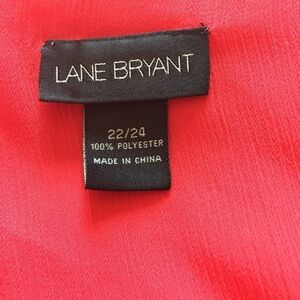 LANE BRYANT
22/24
100% POLYESTER
MADE IN CHINA